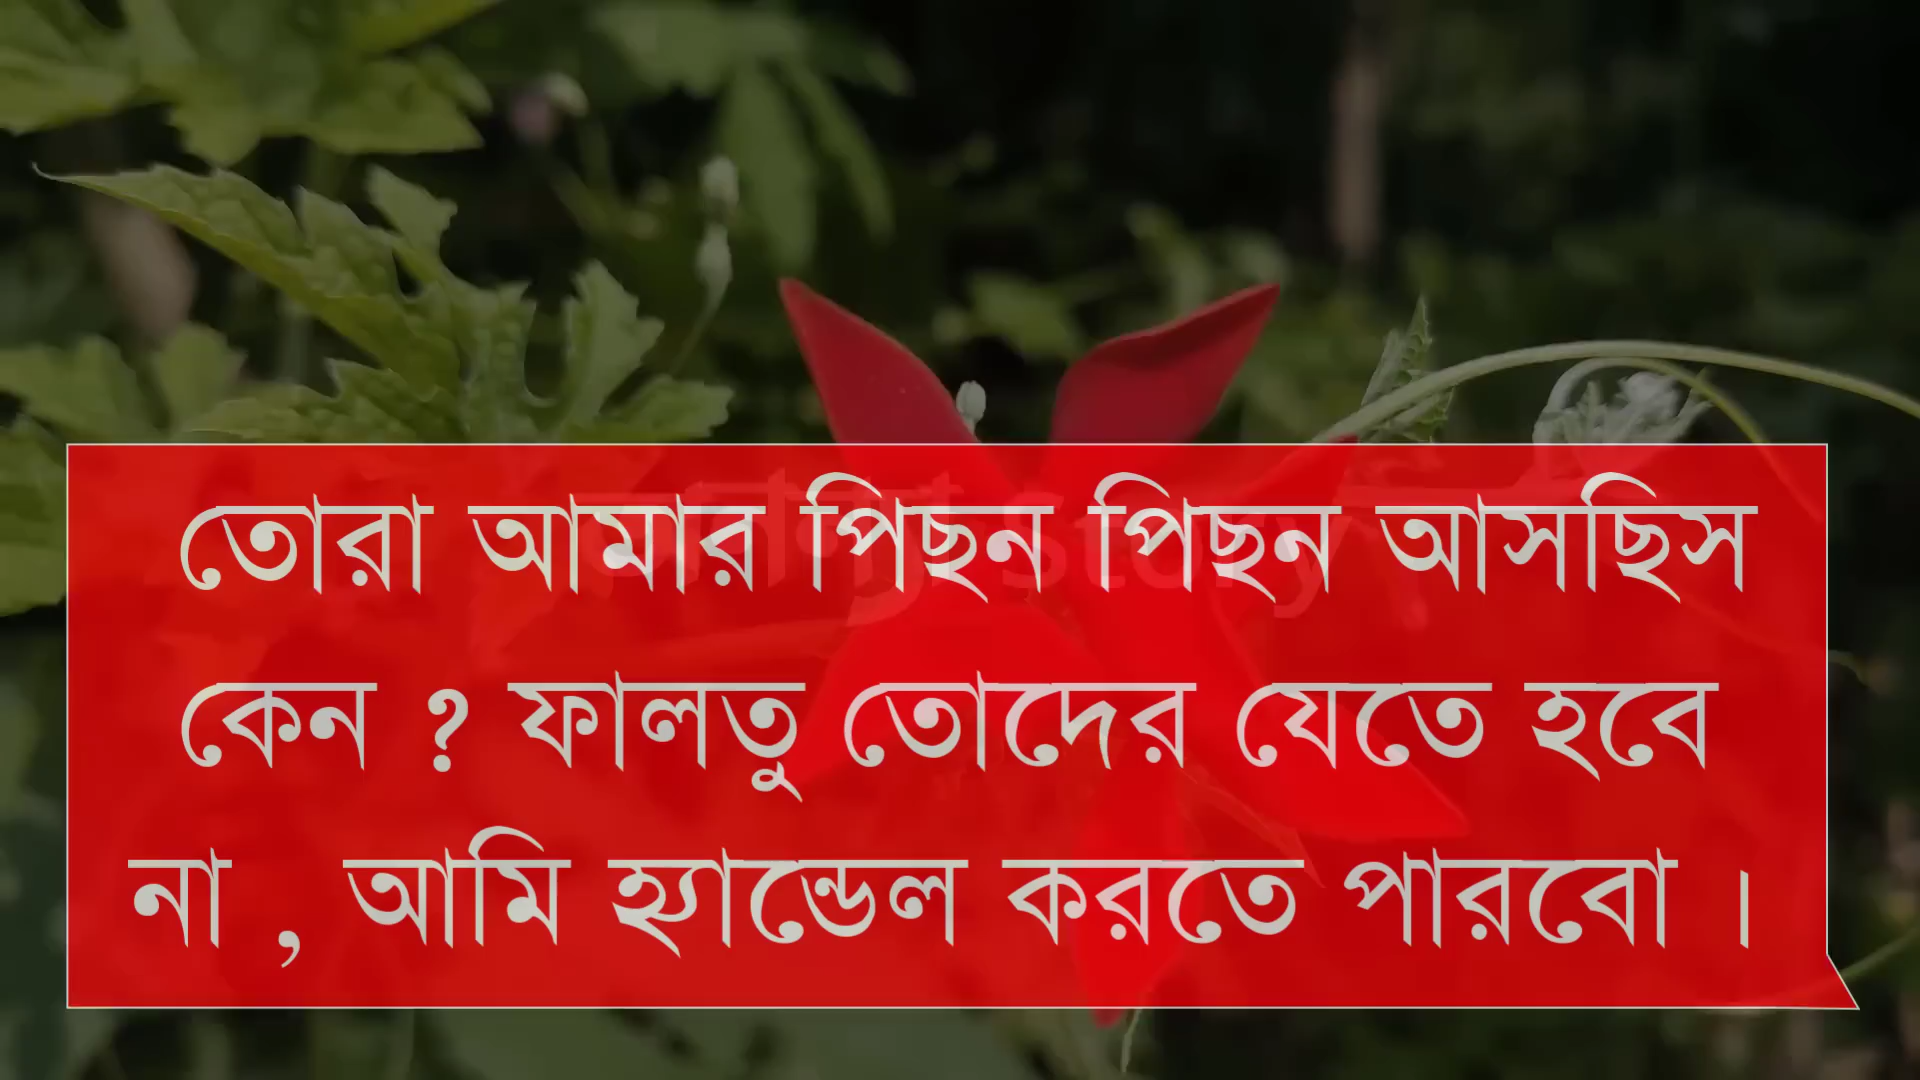 তোরা আমার পিছন পিছন আসছিস
কেন ? ফালতু তোদের যেতে হবে
না , আমি হ্যান্ডেল করতে পারবো ।